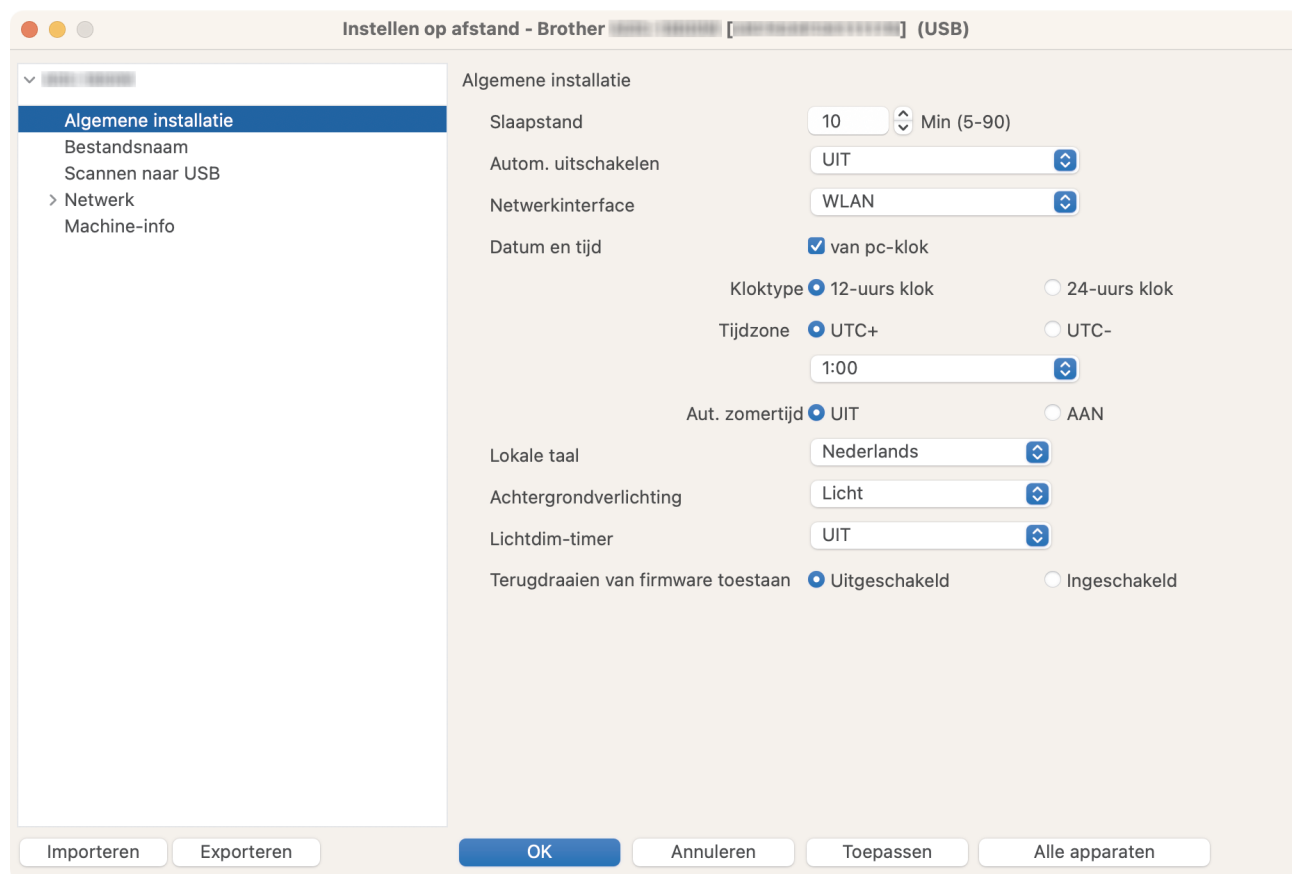 Instellen op afstand - Brother [ ] (USB)
Algemene installatie
Bestandsnaam
Scannen naar USB
Netwerk
Machine-info
Algemene installatie
Slaapstand 10 Min (5-90)
Autom. uitschakelen UIT
Netwerkinterface WLAN
Datum en tijd van pc-klok
Kloktype 12-uurs klok 24-uurs klok
Tijdzone UTC+ UTC-
1:00
Aut. zomertijd UIT AAN
Lokale taal Nederlands
Achtergrondverlichting Licht
Lichtdim-timer UIT
Terugdraaien van firmware toestaan Uitgeschakeld Ingeschakeld
Importeren Exporteren OK Annuleren Toepassen Alle apparaten